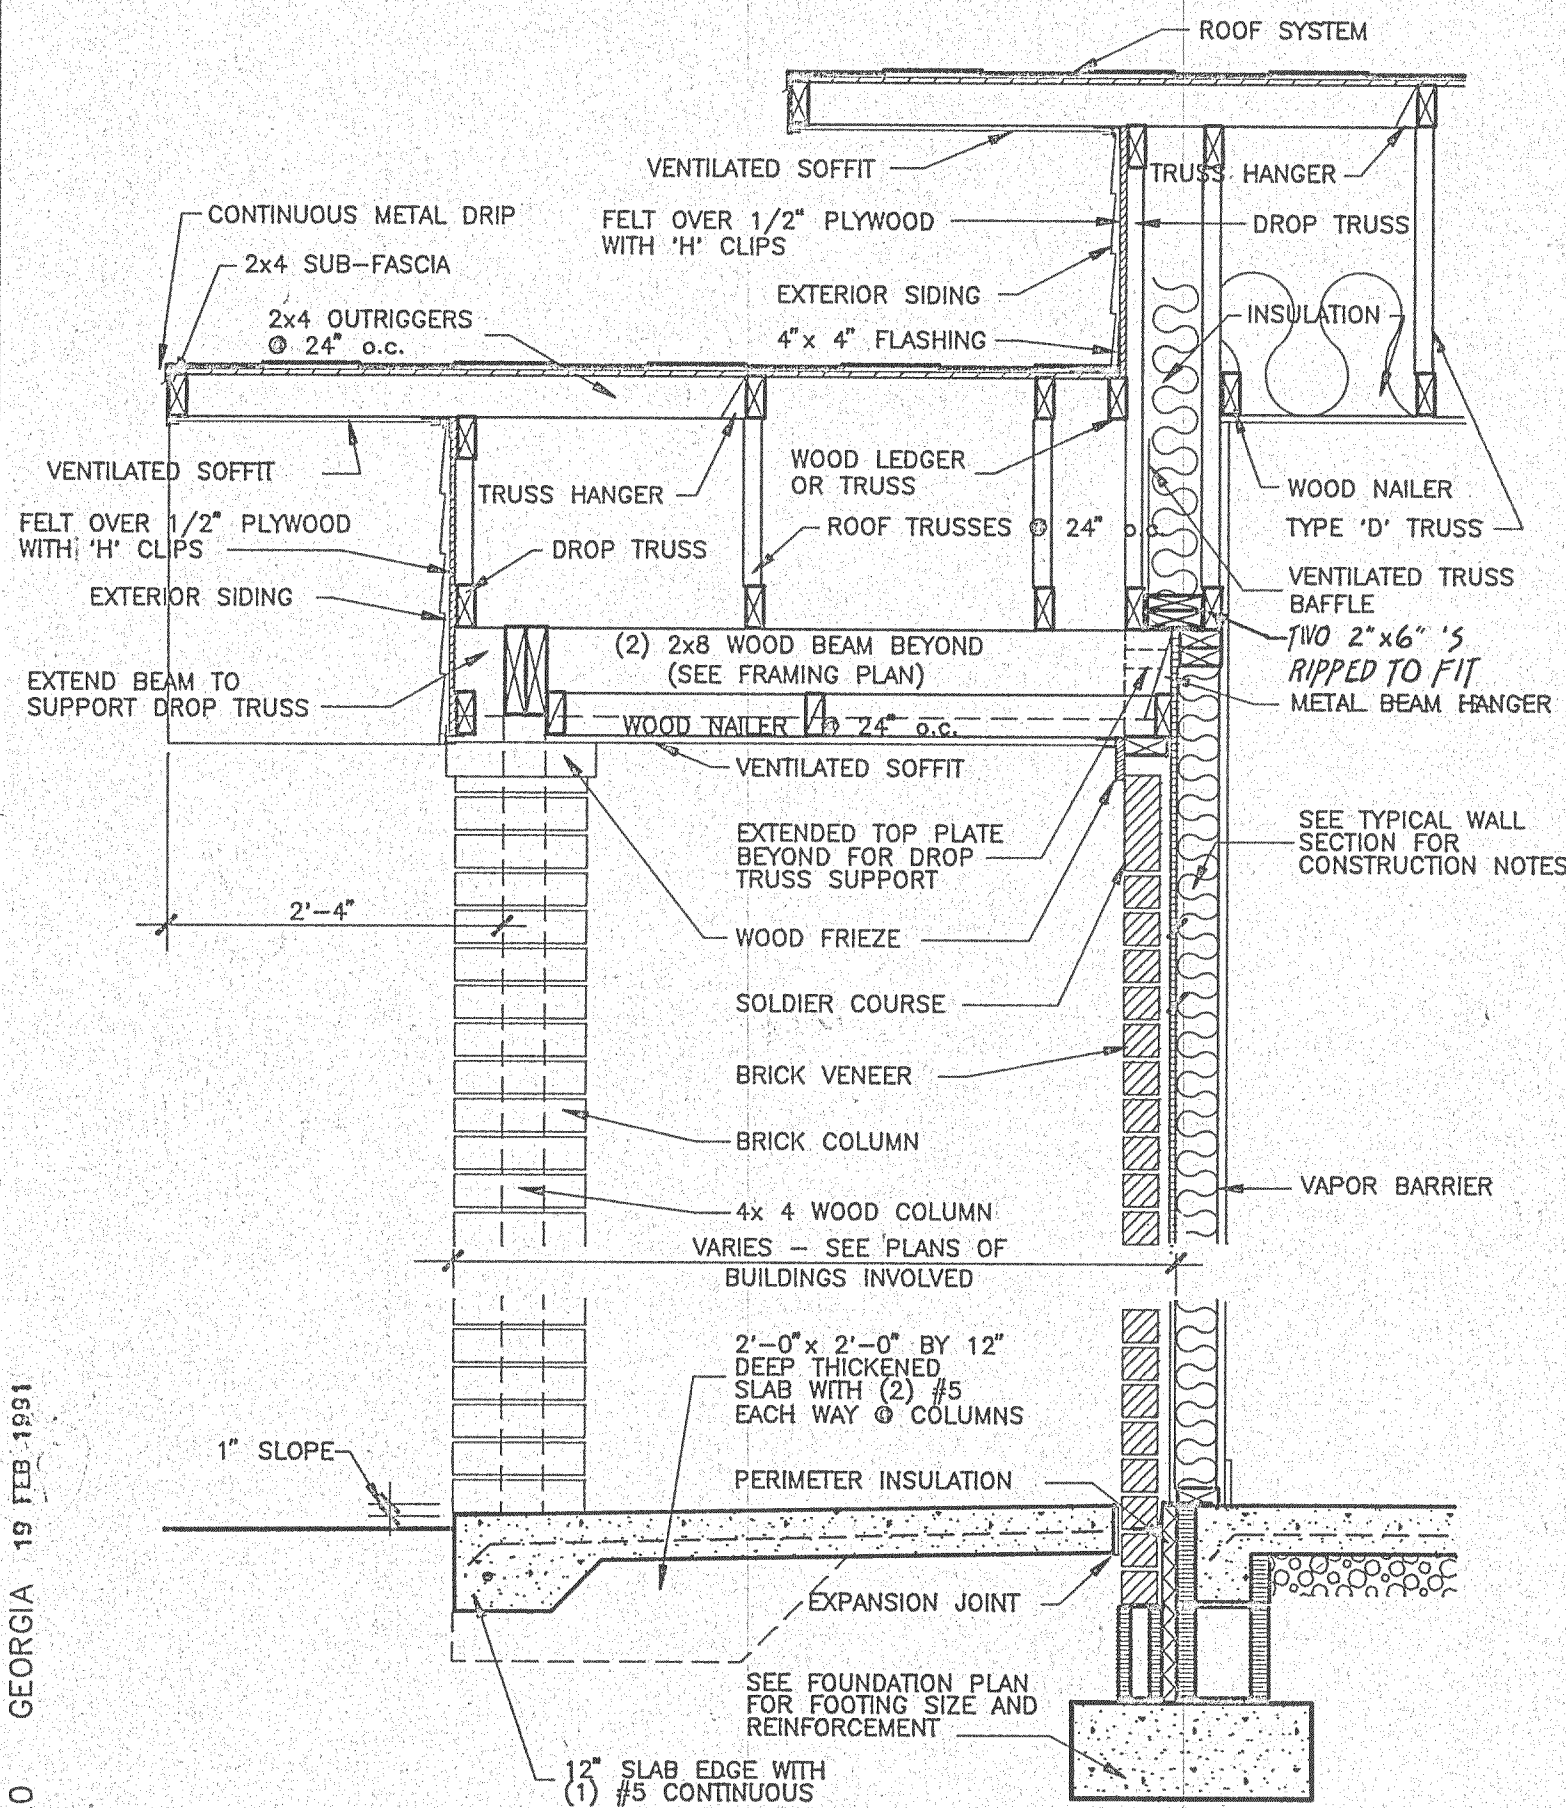 ROOF SYSTEM
VENTILATED SOFFIT
TRUSS HANGER
CONTINUOUS METAL DRIP
FELT OVER 1/2" PLYWOOD
WITH 'H' CLIPS
DROP TRUSS
2x4 SUB-FASCIA
EXTERIOR SIDING
2x4 OUTRIGGERS
@ 24" o.c.
INSULATION
4"x 4" FLASHING
VENTILATED SOFFIT
WOOD LEDGER
OR TRUSS
TRUSS HANGER
WOOD NAILER
FELT OVER 1/2" PLYWOOD
WITH 'H' CLIPS
ROOF TRUSSES @ 24" o.c.
TYPE 'D' TRUSS
DROP TRUSS
EXTERIOR SIDING
VENTILATED TRUSS
BAFFLE
TWO 2"x6" 'S
RIPPED TO FIT
(2) 2x8 WOOD BEAM BEYOND
(SEE FRAMING PLAN)
EXTEND BEAM TO
SUPPORT DROP TRUSS
METAL BEAM HANGER
WOOD NAILER @ 24" o.c.
VENTILATED SOFFIT
EXTENDED TOP PLATE
BEYOND FOR DROP
TRUSS SUPPORT
SEE TYPICAL WALL
SECTION FOR
CONSTRUCTION NOTES
2'-4"
WOOD FRIEZE
SOLDIER COURSE
BRICK VENEER
BRICK COLUMN
4x 4 WOOD COLUMN
VAPOR BARRIER
VARIES - SEE PLANS OF
BUILDINGS INVOLVED
2'-0"x 2'-0" BY 12"
DEEP THICKENED
SLAB WITH (2) #5
EACH WAY @ COLUMNS
1" SLOPE
PERIMETER INSULATION
EXPANSION JOINT
SEE FOUNDATION PLAN
FOR FOOTING SIZE AND
REINFORCEMENT
12" SLAB EDGE WITH
(1) #5 CONTINUOUS
GEORGIA 19 FEB 1991